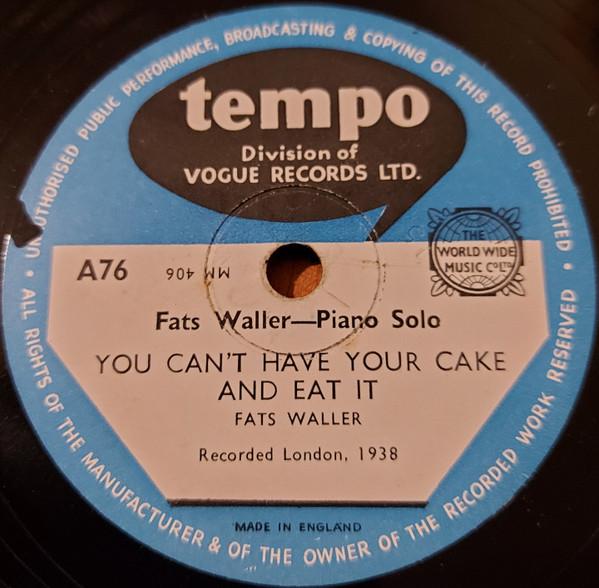 UNAUTHORISED PUBLIC PERFORMANCE, BROADCASTING & COPYING OF THIS RECORD PROHIBITED •
tempo
Division of
VOGUE RECORDS LTD.
THE
WORLD WIDE
MUSIC Co LTD
A76
MM 406
Fats Waller—Piano Solo
YOU CAN'T HAVE YOUR CAKE
AND EAT IT
FATS WALLER
Recorded London, 1938
MADE IN ENGLAND
• ALL RIGHTS OF THE MANUFACTURER & OF THE OWNER OF THE RECORDED WORK RESERVED